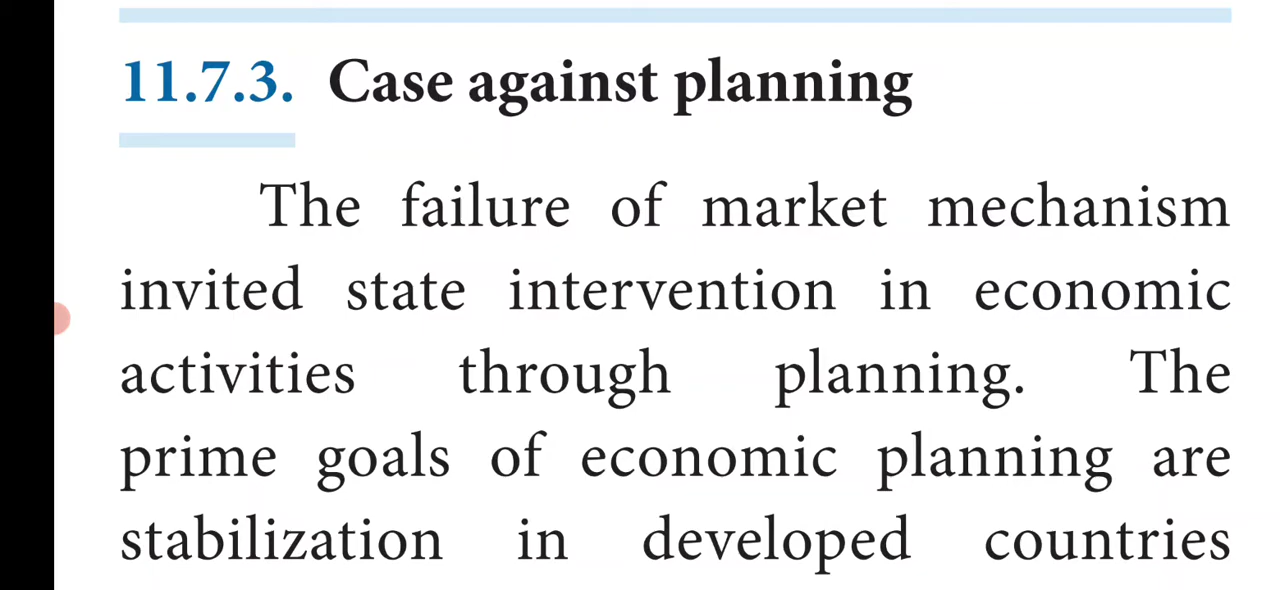 11.7.3. Case against planning
The failure of market mechanism
invited state intervention in economic
activities through planning. The
prime goals of economic planning are
stabilization in developed countries